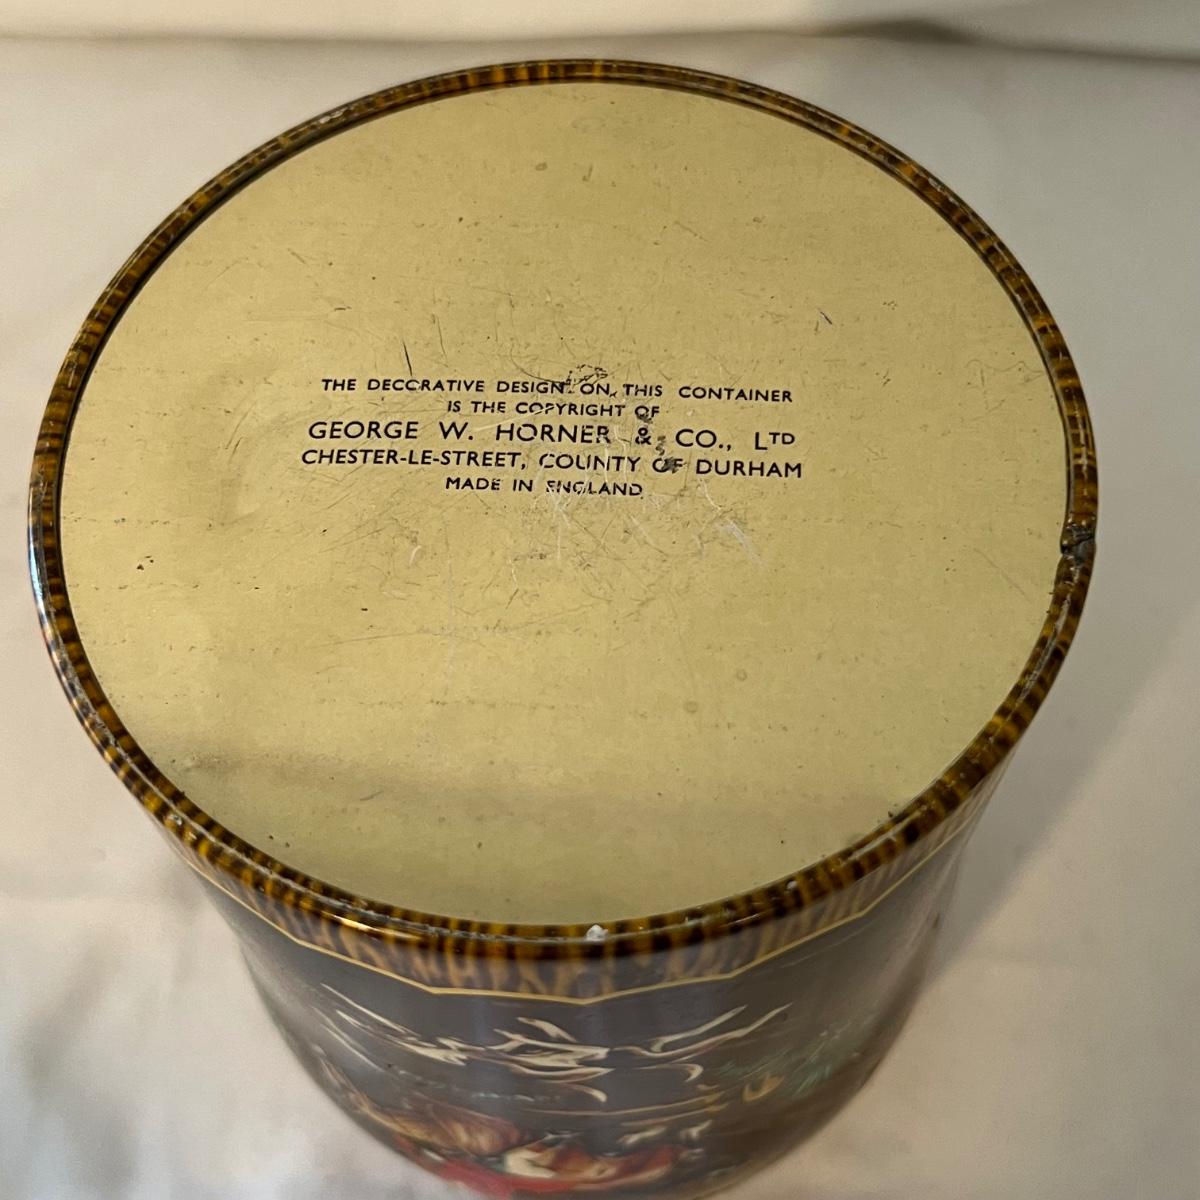 THE DECORATIVE DESIGN ON THIS CONTAINER
IS THE COPYRIGHT OF
GEORGE W. HORNER & CO., LTD
CHESTER-LE-STREET, COUNTY OF DURHAM
MADE IN ENGLAND